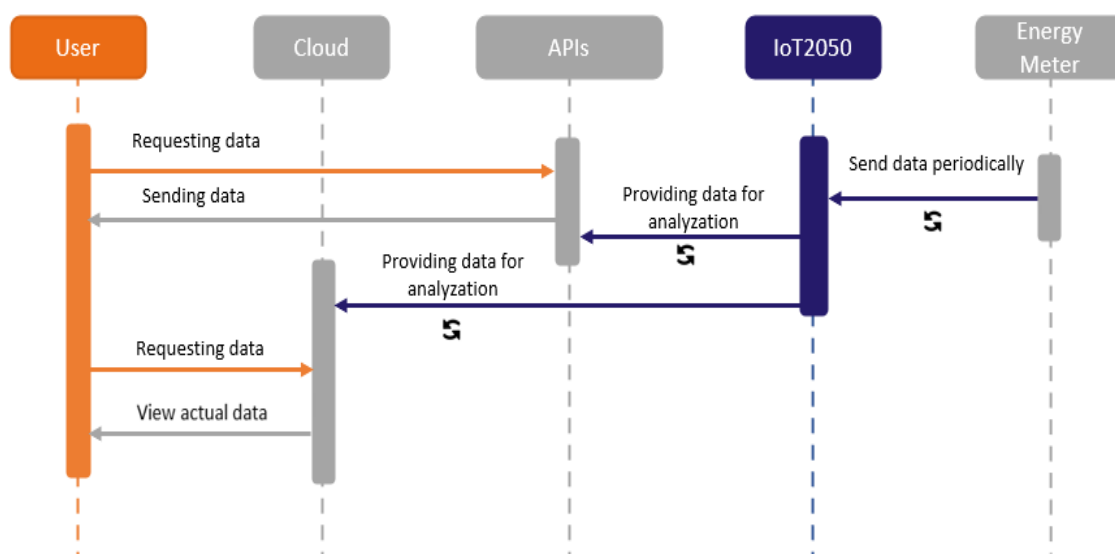 User
Cloud
APIs
IoT2050
Energy
Meter
Requesting data
Send data periodically
Sending data
Providing data for
analyzation
Providing data for
analyzation
Requesting data
View actual data